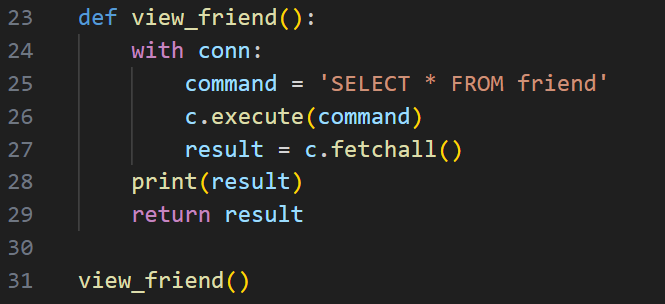 23 def view_friend():
24     with conn:
25         command = 'SELECT * FROM friend'
26         c.execute(command)
27         result = c.fetchall()
28     print(result)
29     return result
30
31 view_friend()